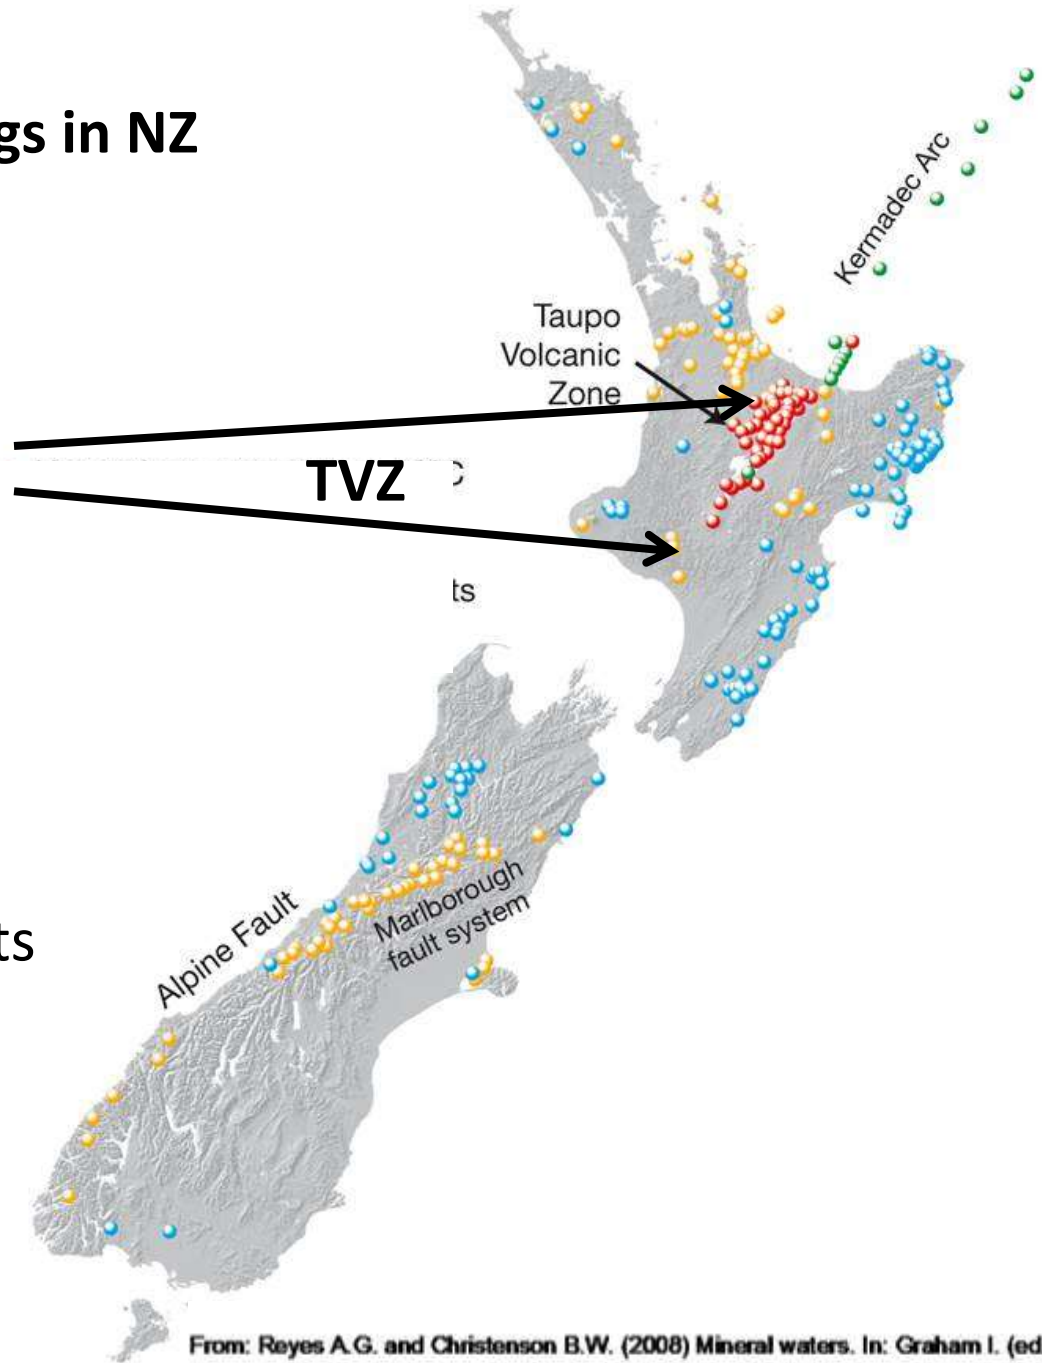 gs in NZ
Kermadec Arc
Taupo
Volcanic
Zone
TVZ
ts
Marlborough
fault system
Alpine Fault
ts
From: Reyes A.G. and Christenson B.W. (2008) Mineral waters. In: Graham I. (ed